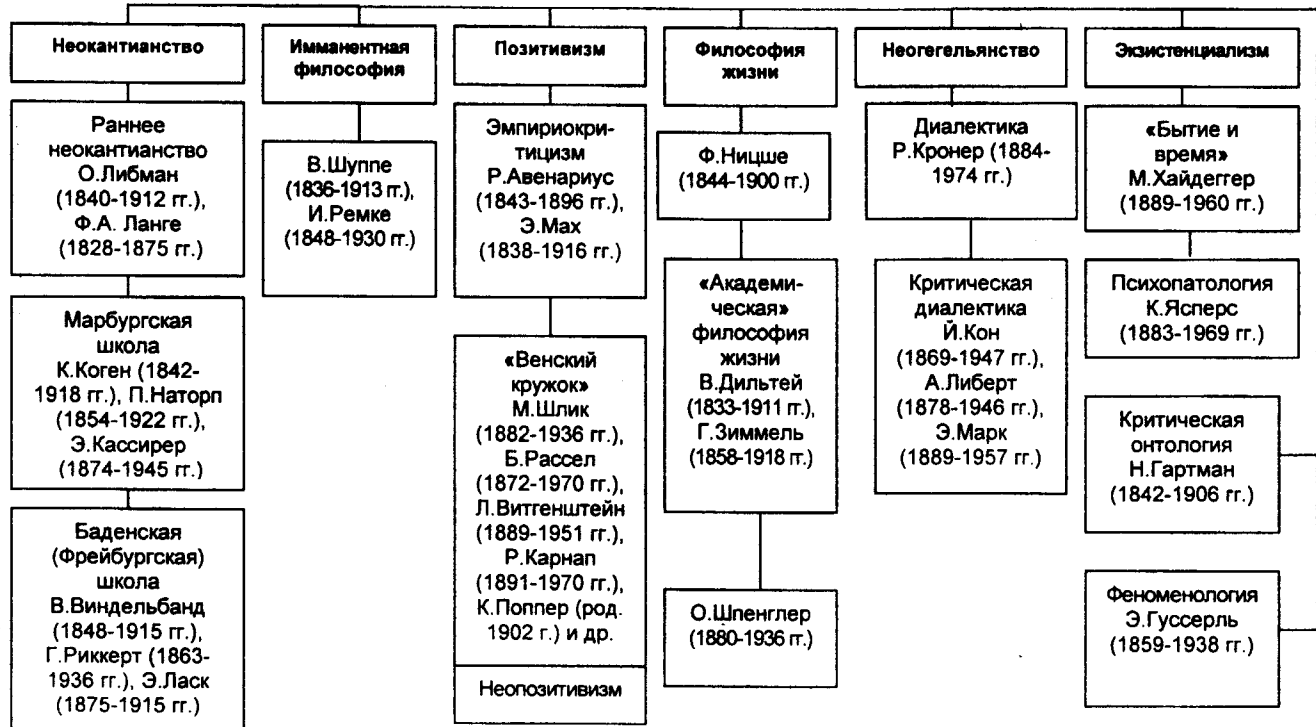 Неокантианство
Раннее
неокантианство
О.Либман
(1840-1912 гг.),
Ф.А. Ланге
(1828-1875 гг.)
Марбургская
школа
К.Коген (1842-
1918 гг.), П.Наторп
(1854-1922 гг.),
Э.Кассирер
(1874-1945 гг.)
Баденская
(Фрейбургская)
школа
В.Виндельбанд
(1848-1915 гг.),
Г.Риккерт (1863-
1936 гг.), Э.Ласк
(1875-1915 гг.)
Имманентная
философия
В.Шуппе
(1836-1913 гг.),
И.Ремке
(1848-1930 гг.)
Позитивизм
Эмпириокри-
тицизм
Р.Авенариус
(1843-1896 гг.),
Э.Мах
(1838-1916 гг.)
«Венский
кружок»
М.Шлик
(1882-1936 гг.),
Б.Рассел
(1872-1970 гг.),
Л.Витгенштейн
(1889-1951 гг.),
Р.Карнап
(1891-1970 гг.),
К.Поппер (род.
1902 г.) и др.
Неопозитивизм
Философия
жизни
Ф.Ницше
(1844-1900 гг.)
«Академи-
ческая»
философия
жизни
В.Дильтей
(1833-1911 гг.),
Г.Зиммель
(1858-1918 гг.)
О.Шпенглер
(1880-1936 гг.)
Неогегельянство
Диалектика
Р.Кронер (1884-
1974 гг.)
Критическая
диалектика
Й.Кон
(1869-1947 гг.),
А.Либерт
(1878-1946 гг.),
Э.Марк
(1889-1957 гг.)
Экзистенциализм
«Бытие и
время»
М.Хайдеггер
(1889-1960 гг.)
Психопатология
К.Ясперс
(1883-1969 гг.)
Критическая
онтология
Н.Гартман
(1842-1906 гг.)
Феноменология
Э.Гуссерль
(1859-1938 гг.)